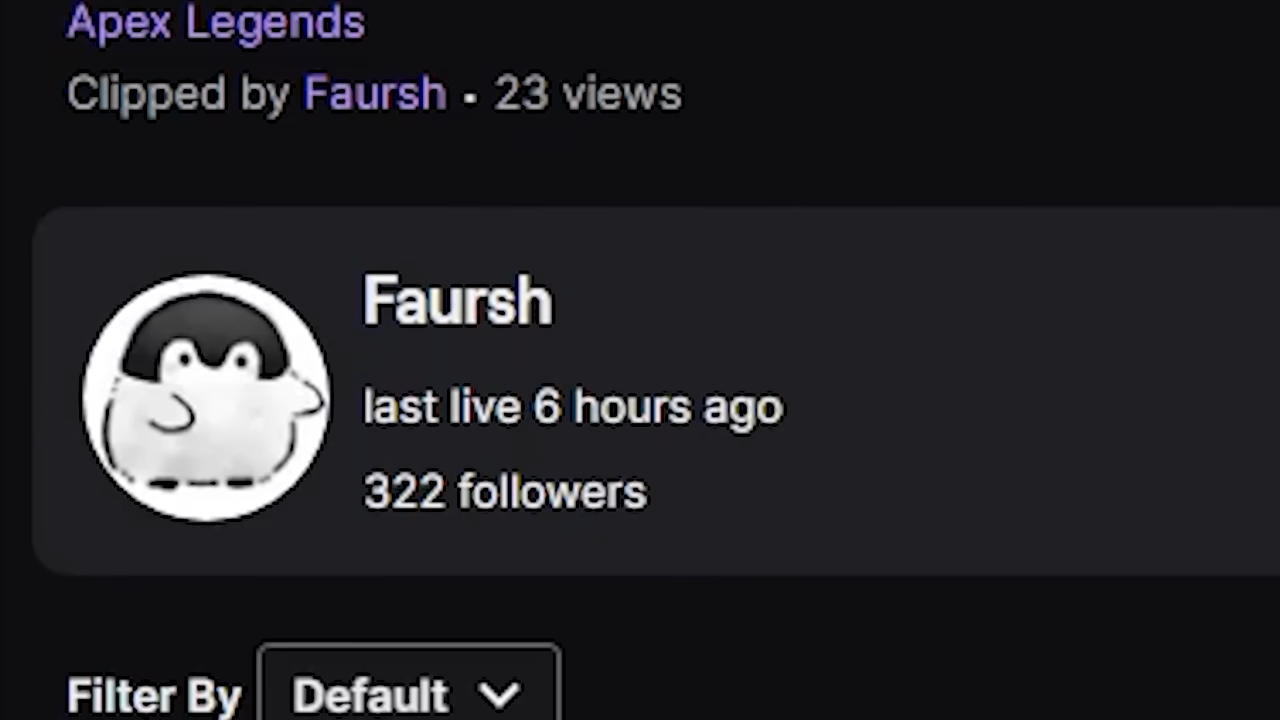 Apex Legends
Clipped by Faursh · 23 views
Faursh
last live 6 hours ago
322 followers
Filter By Default